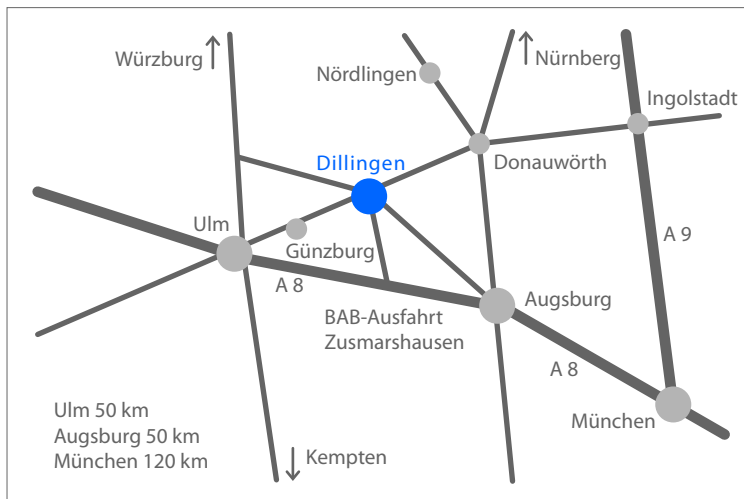 Würzburg
Nürnberg
Nördlingen
Ingolstadt
Dillingen
Donauwörth
Ulm
Günzburg
A 9
A 8
BAB-Ausfahrt
Zusmarshausen
Augsburg
A 8
München
Ulm 50 km
Augsburg 50 km
München 120 km
Kempten